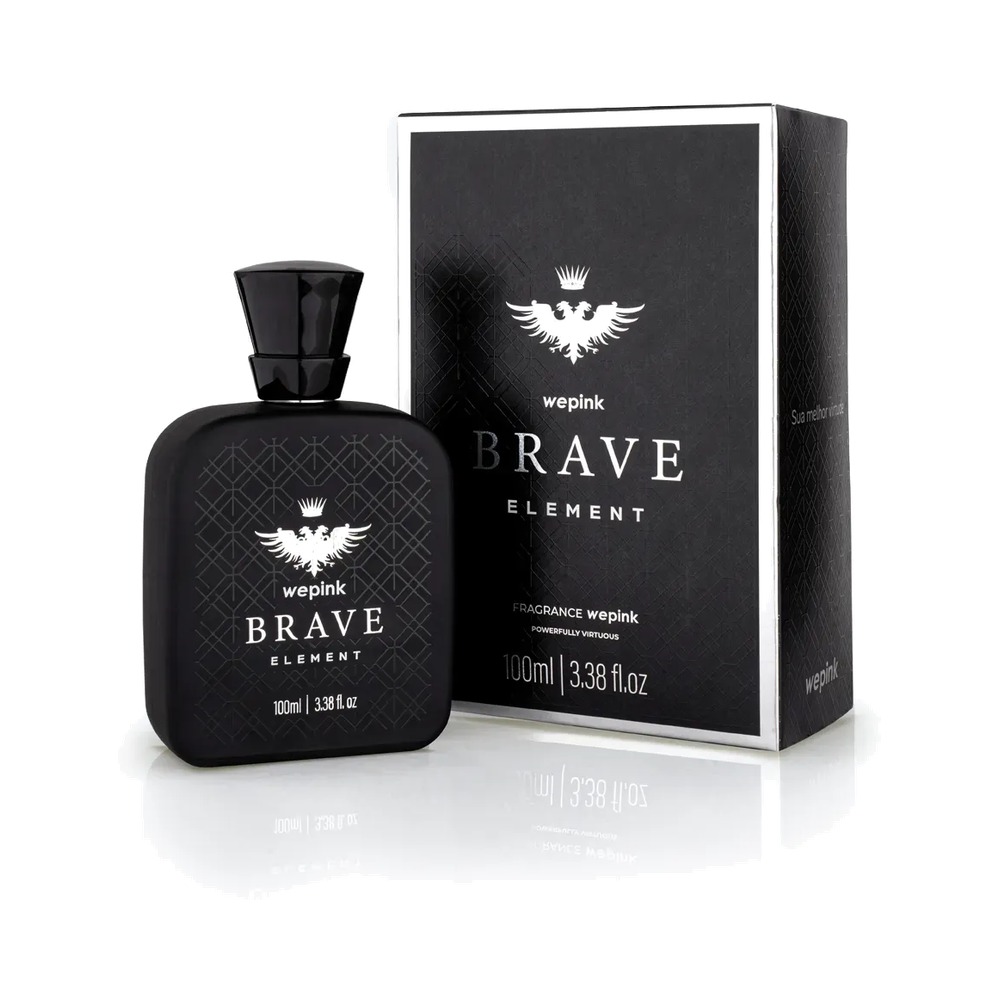 wepink
BRAVE
ELEMENT
100ml | 3.38 fl. oz
wepink
BRAVE
ELEMENT
FRAGRANCE wepink
POWERFULLY VIRTUOUS
100ml | 3.38 fl.oz
Sua melhor virtude
wepink